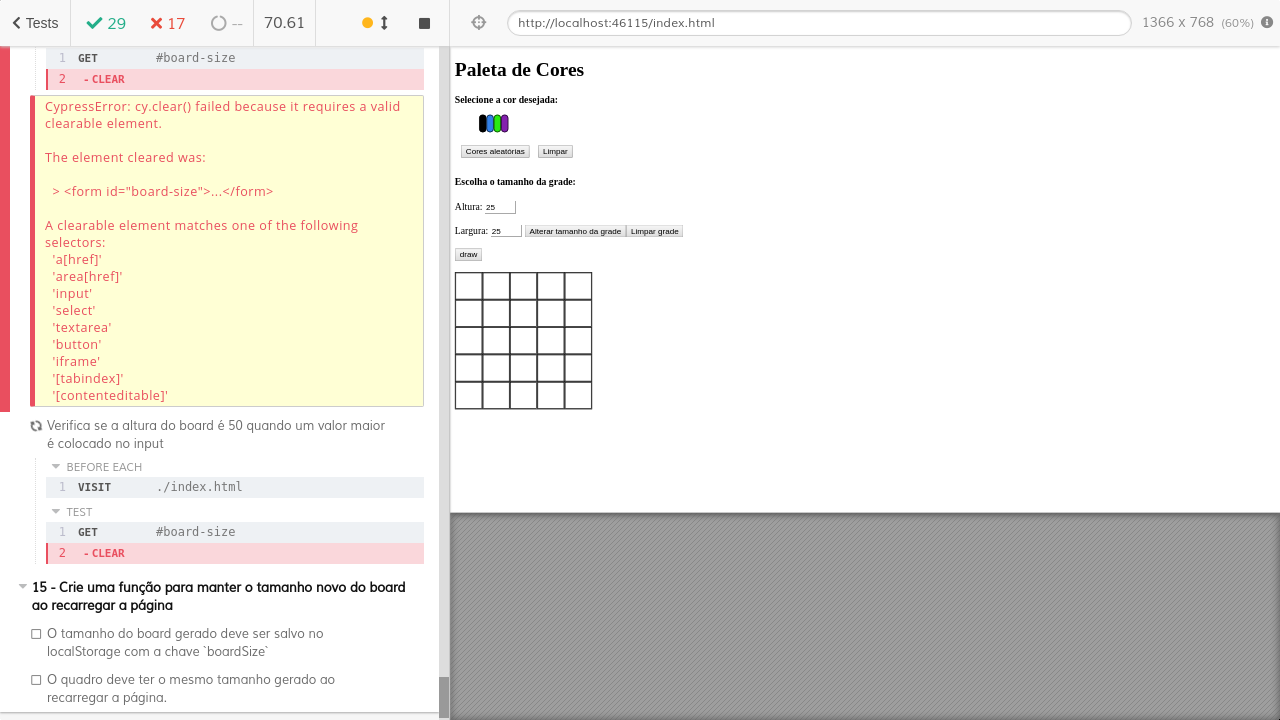 Tests
29
17
--
70.61
http://localhost:46115/index.html
1366 x 768 (60%)
1 GET #board-size
2 - CLEAR
CypressError: cy.clear() failed because it requires a valid
clearable element.
The element cleared was:
> <form id="board-size">...</form>
A clearable element matches one of the following
selectors:
'a[href]'
'area[href]'
'input'
'select'
'textarea'
'button'
'iframe'
'[tabindex]'
'[contenteditable]'
Verifica se a altura do board é 50 quando um valor maior
é colocado no input
BEFORE EACH
1 VISIT ./index.html
TEST
1 GET #board-size
2 - CLEAR
15 - Crie uma função para manter o tamanho novo do board
ao recarregar a página
O tamanho do board gerado deve ser salvo no
localStorage com a chave `boardSize`
O quadro deve ter o mesmo tamanho gerado ao
recarregar a página.
Paleta de Cores
Selecione a cor desejada:
Cores aleatórias Limpar
Escolha o tamanho da grade:
Altura: 25
Largura: 25 Alterar tamanho da grade Limpar grade
draw